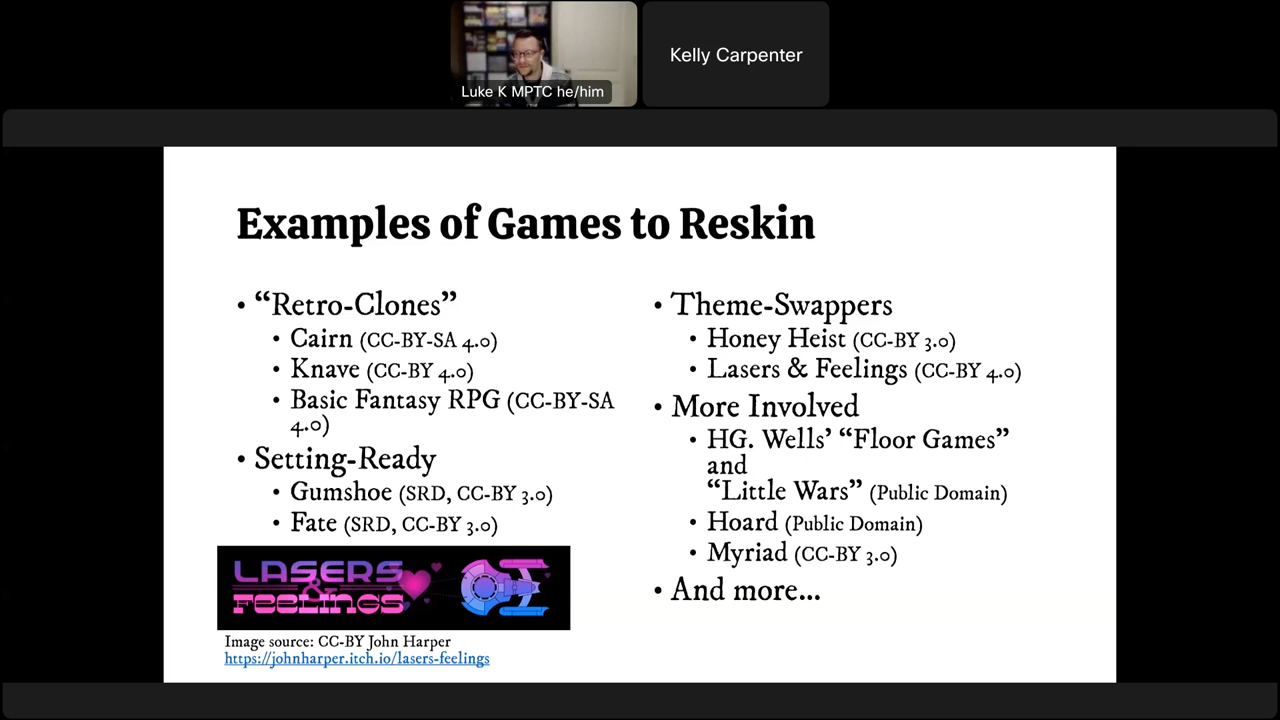 Luke K MPTC he/him
Kelly Carpenter
Examples of Games to Reskin
• “Retro-Clones”
• Cairn (CC-BY-SA 4.0)
• Knave (CC-BY 4.0)
• Basic Fantasy RPG (CC-BY-SA
4.0)
• Setting-Ready
• Gumshoe (SRD, CC-BY 3.0)
• Fate (SRD, CC-BY 3.0)
LASERS
&
FEELINGS
Image source: CC-BY John Harper
https://johnharper.itch.io/lasers-feelings
• Theme-Swappers
• Honey Heist (CC-BY 3.0)
• Lasers & Feelings (CC-BY 4.0)
• More Involved
• HG. Wells’ “Floor Games”
and
“Little Wars” (Public Domain)
• Hoard (Public Domain)
• Myriad (CC-BY 3.0)
• And more...